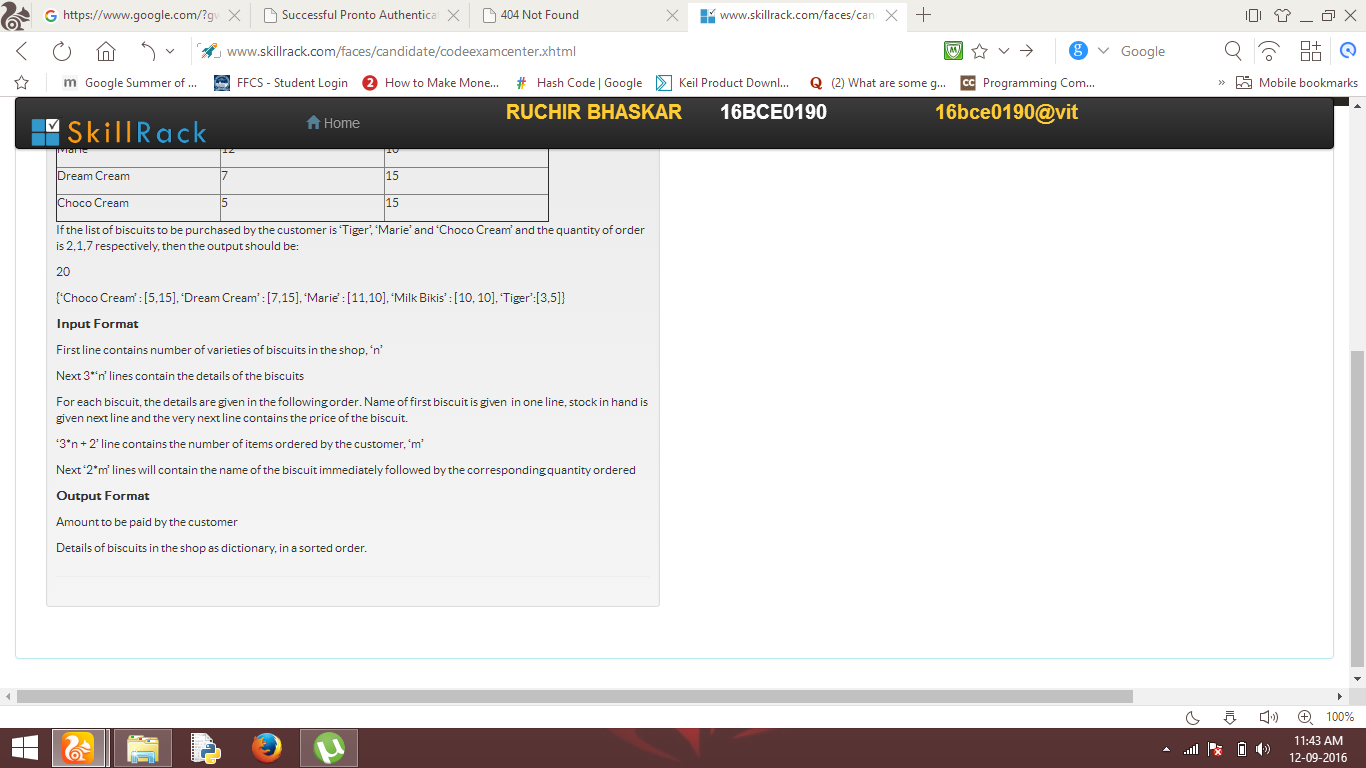 https://www.google.com/?gw
Successful Pronto Authentica
404 Not Found
www.skillrack.com/faces/can
www.skillrack.com/faces/candidate/codeexamcenter.xhtml
Google
Google Summer of ...
FFCS - Student Login
How to Make Mone...
Hash Code | Google
Keil Product Downl...
(2) What are some g...
Programming Com...
» Mobile bookmarks
SkillRack
Home
RUCHIR BHASKAR
16BCE0190
16bce0190@vit
Marie 12 10
Dream Cream 7 15
Choco Cream 5 15
If the list of biscuits to be purchased by the customer is ‘Tiger’, ‘Marie’ and ‘Choco Cream’ and the quantity of order
is 2,1,7 respectively, then the output should be:
20
{‘Choco Cream’ : [5,15], ‘Dream Cream’ : [7,15], ‘Marie’ : [11,10], ‘Milk Bikis’ : [10, 10], ‘Tiger’:[3,5]}
Input Format
First line contains number of varieties of biscuits in the shop, ‘n’
Next 3*‘n’ lines contain the details of the biscuits
For each biscuit, the details are given in the following order. Name of first biscuit is given in one line, stock in hand is
given next line and the very next line contains the price of the biscuit.
‘3*n + 2’ line contains the number of items ordered by the customer, ‘m’
Next ‘2*m’ lines will contain the name of the biscuit immediately followed by the corresponding quantity ordered
Output Format
Amount to be paid by the customer
Details of biscuits in the shop as dictionary, in a sorted order.
100%
11:43 AM
12-09-2016